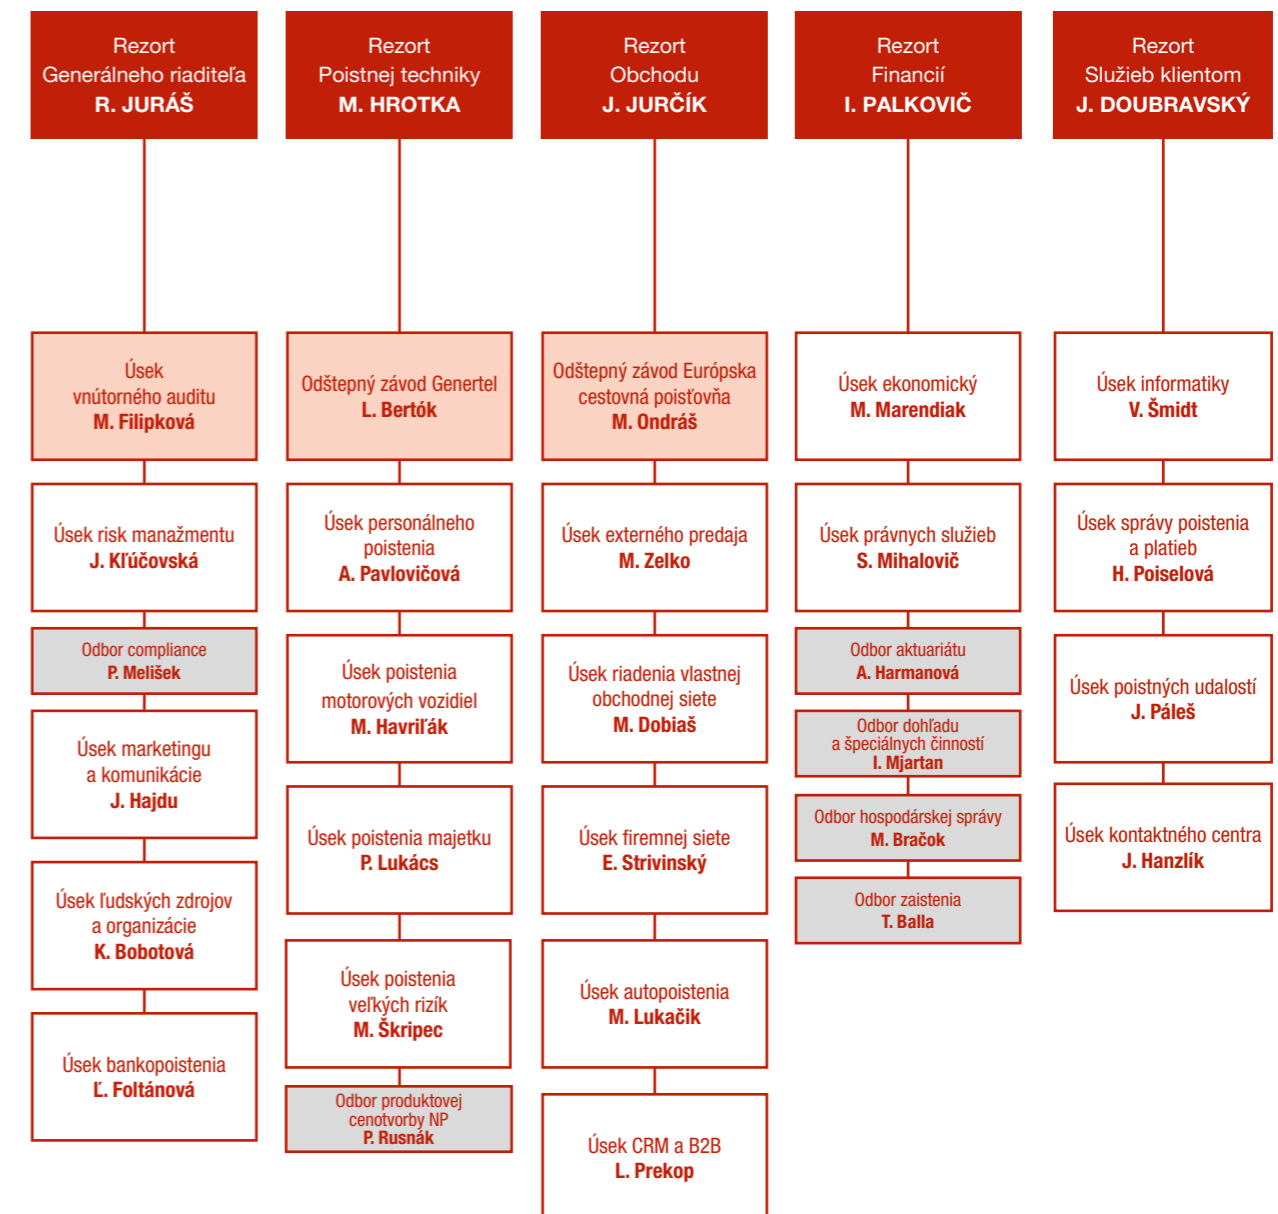 Rezort
Generálneho riaditeľa
R. JURÁŠ
Rezort
Poistnej techniky
M. HROTKA
Rezort
Obchodu
J. JURČÍK
Rezort
Financií
I. PALKOVIČ
Rezort
Služieb klientom
J. DOUBRAVSKÝ
Úsek
vnútorného auditu
M. Filipková
Úsek risk manažmentu
J. Kľúčovská
Odbor compliance
P. Melišek
Úsek marketingu
a komunikácie
J. Hajdu
Úsek ľudských zdrojov
a organizácie
K. Bobotová
Úsek bankopoistenia
Ľ. Foltánová
Odštepný závod Genertel
L. Bertók
Úsek personálneho
poistenia
A. Pavlovičová
Úsek poistenia
motorových vozidiel
M. Havriľák
Úsek poistenia majetku
P. Lukács
Úsek poistenia
veľkých rizík
M. Škripec
Odbor produktovej
cenotvorby NP
P. Rusnák
Odštepný závod Európska
cestovná poisťovňa
M. Ondráš
Úsek externého predaja
M. Zelko
Úsek riadenia vlastnej
obchodnej siete
M. Dobiaš
Úsek firemnej siete
E. Strivinský
Úsek autopoistenia
M. Lukačik
Úsek CRM a B2B
L. Prekop
Úsek ekonomický
M. Marendiak
Úsek právnych služieb
S. Mihalovič
Odbor aktuariátu
A. Harmanová
Odbor dohľadu
a špeciálnych činností
I. Mjartan
Odbor hospodárskej správy
M. Bračok
Odbor zaistenia
T. Balla
Úsek informatiky
V. Šmidt
Úsek správy poistenia
a platieb
H. Poiselová
Úsek poistných udalostí
J. Páleš
Úsek kontaktného centra
J. Hanzlík